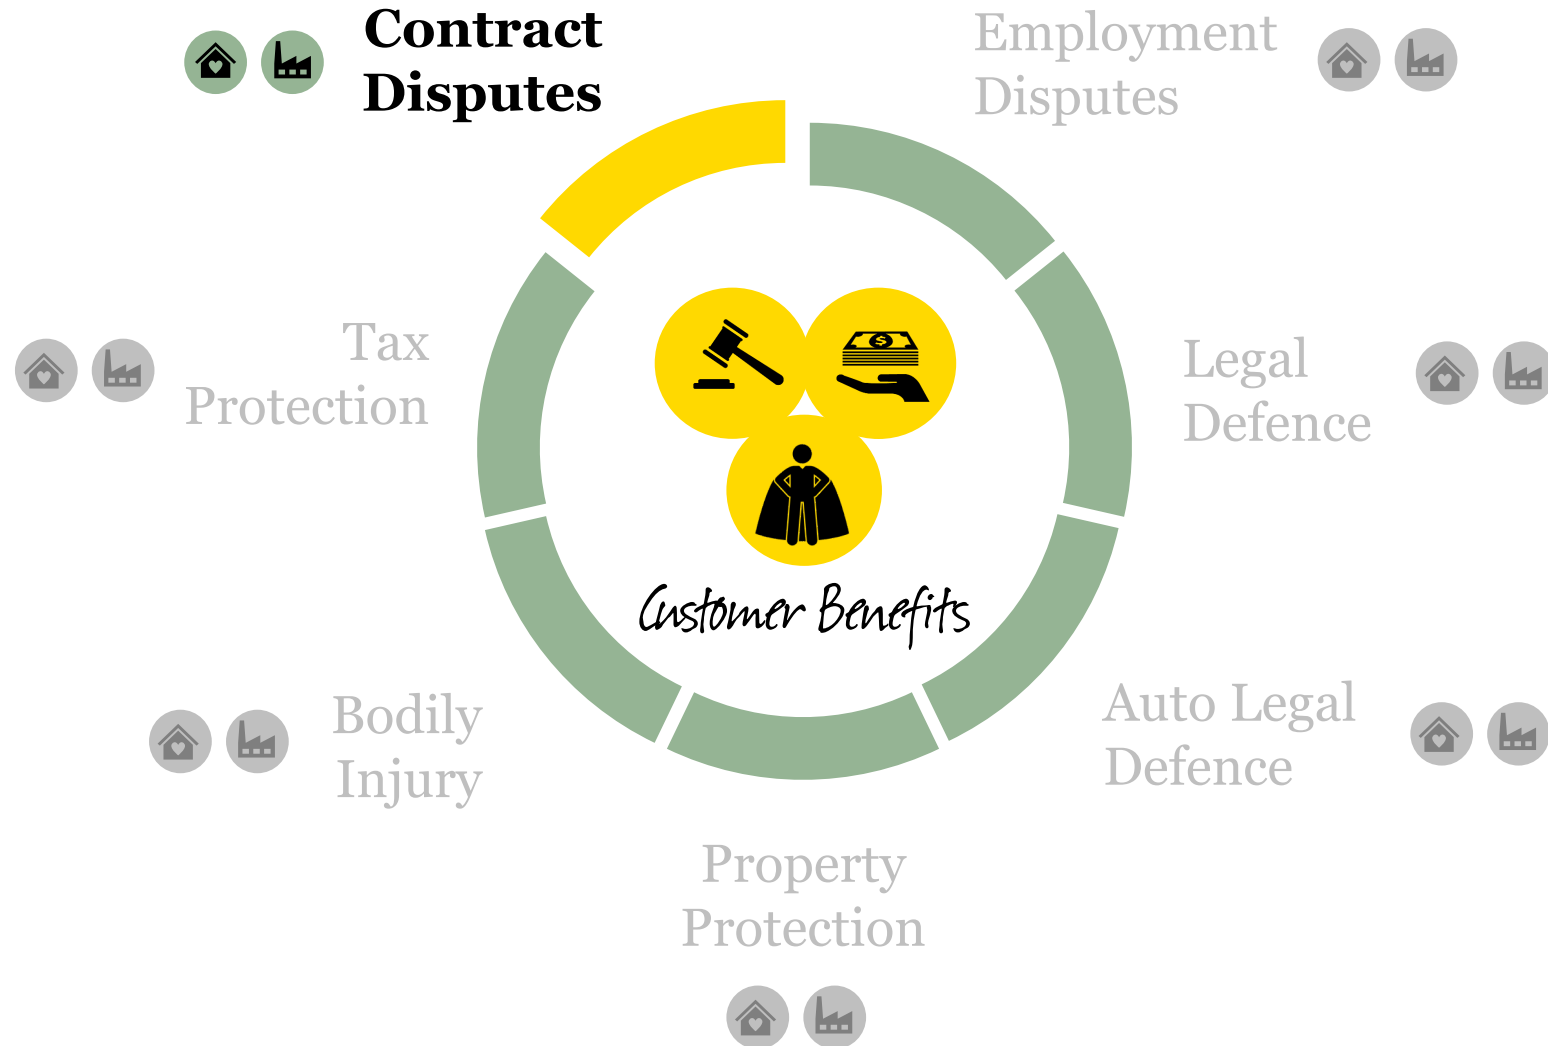 Contract
Disputes
Employment
Disputes
Tax
Protection
Legal
Defence
$
Customer Benefits
Bodily
Injury
Auto Legal
Defence
Property
Protection